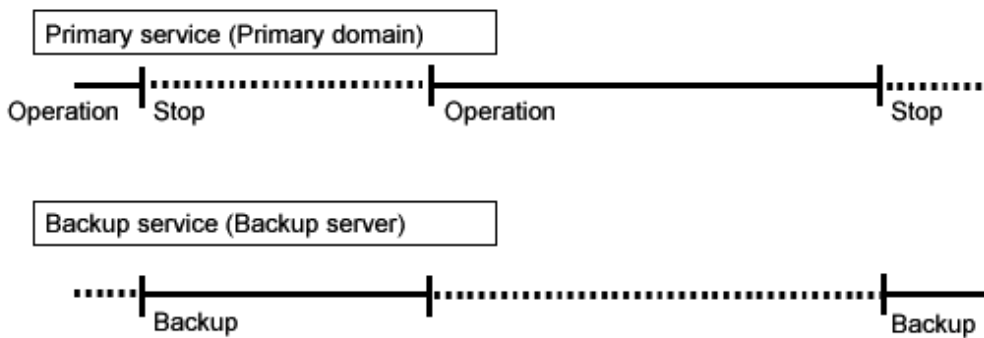 Primary service (Primary domain)
Operation Stop Operation Stop
Backup service (Backup server)
Backup Backup